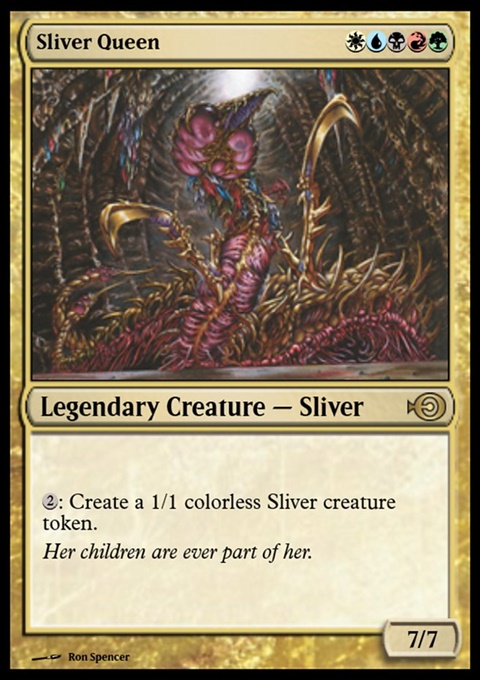 Sliver Queen
Legendary Creature — Sliver
2: Create a 1/1 colorless Sliver creature
token.
Her children are ever part of her.
7/7
Ron Spencer